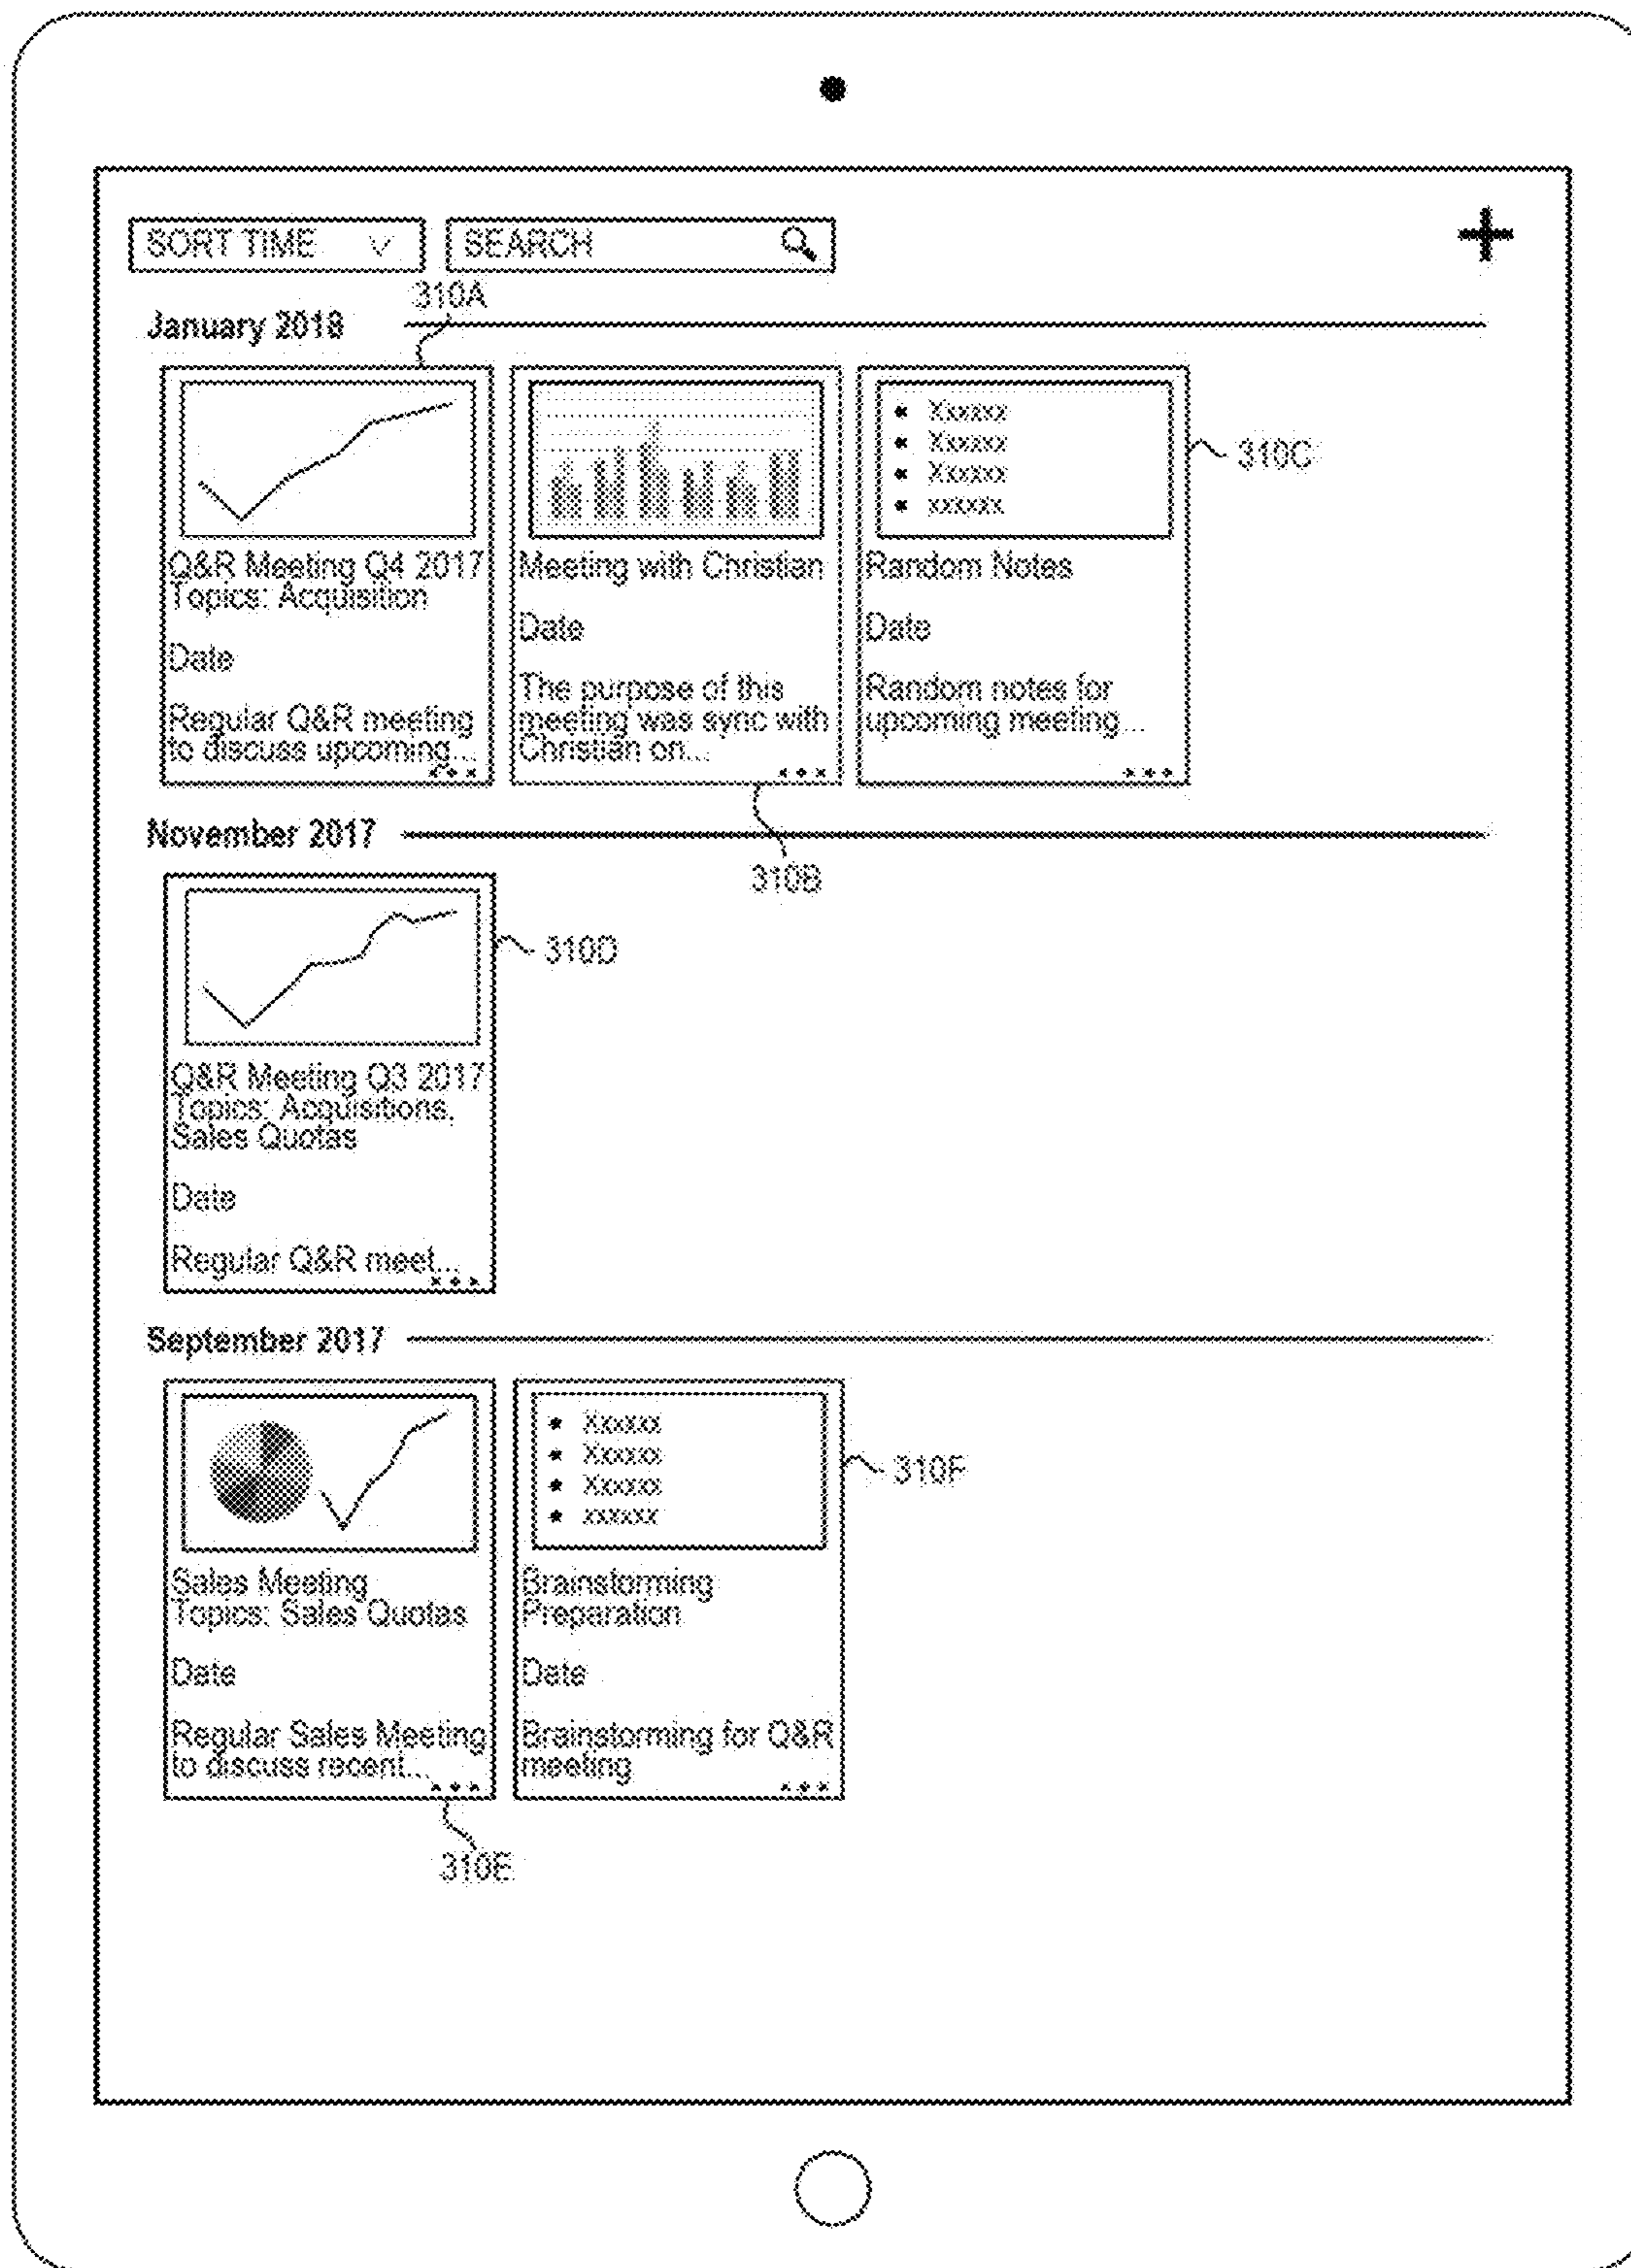 SORT TIME
SEARCH
310A
January 2018
Xxxxxx
Xxxxxx
Xxxxxx
xxxxxx
310C
Q&R Meeting Q4 2017
Topics: Acquisition
Date
Regular Q&R meeting
to discuss upcoming...
Meeting with Christian
Date
The purpose of this
meeting was sync with
Christian on...
Random Notes
Date
Random notes for
upcoming meeting...
310B
November 2017
310D
Q&R Meeting Q3 2017
Topics: Acquisitions,
Sales Quotas
Date
Regular Q&R meet...
September 2017
Xxxxxx
Xxxxxx
Xxxxxx
xxxxxx
310F
Sales Meeting
Topics: Sales Quotas
Date
Regular Sales Meeting
to discuss recent...
Brainstorming
Preparation
Date
Brainstorming for Q&R
meeting
310E